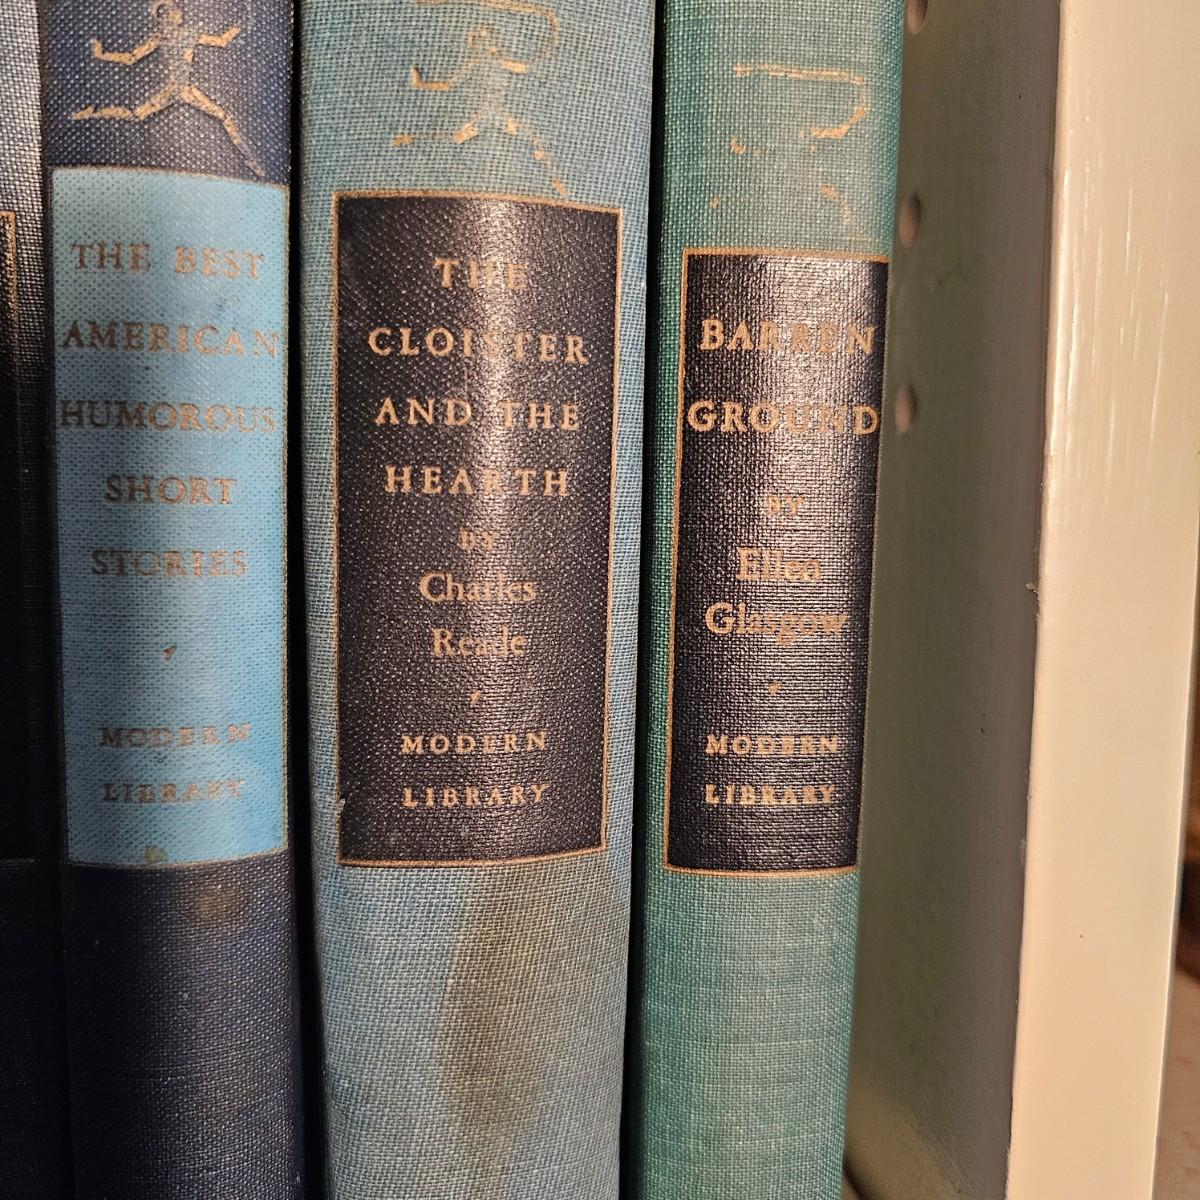 THE BEST
AMERICAN
HUMOROUS
SHORT
STORIES
MODERN
LIBRARY
THE
CLOISTER
AND THE
HEARTH
BY
Charles
Reade
MODERN
LIBRARY
BARREN
GROUND
BY
Ellen
Glasgow
MODERN
LIBRARY